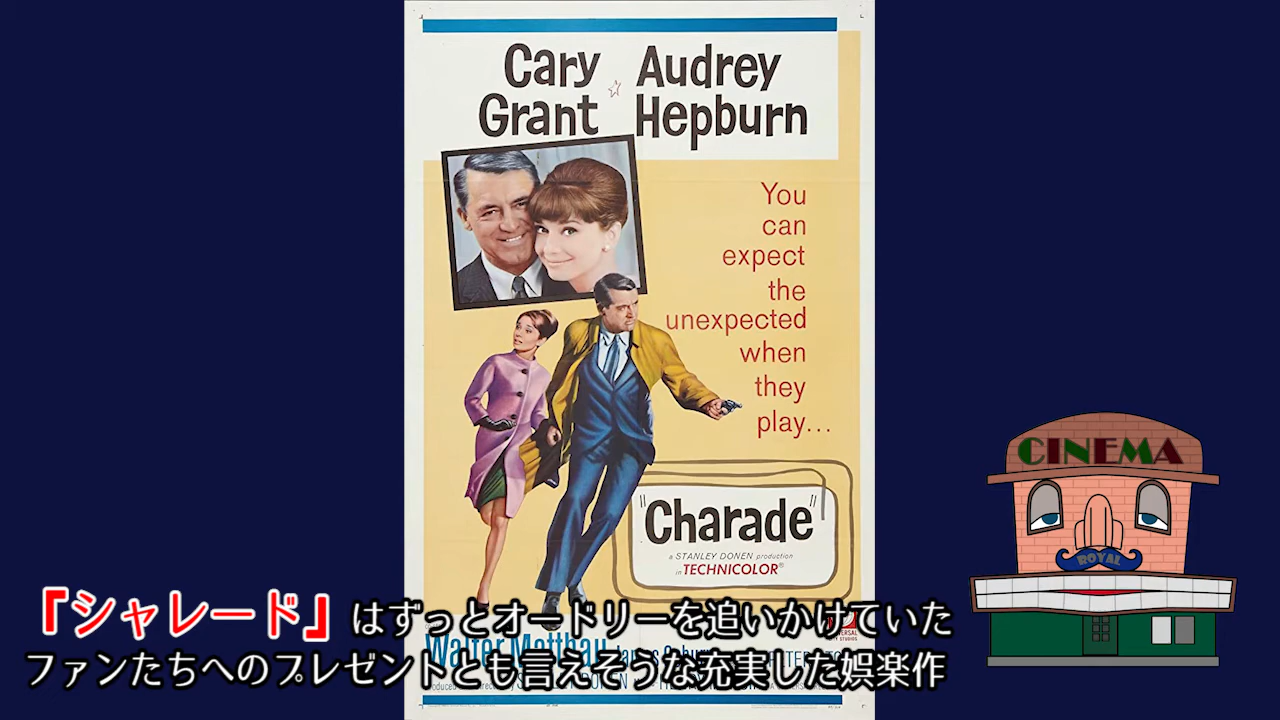 Cary Audrey
Grant Hepburn
You
can
expect
the
unexpected
when
they
play...
"Charade"
a STANLEY DONEN production
in TECHNICOLOR®
CINEMA
ROYAL
『シャレード』はずっとオードリーを追いかけていた
ファンたちへのプレゼントとも言えそうな充実した娯楽作
Walter Matthau